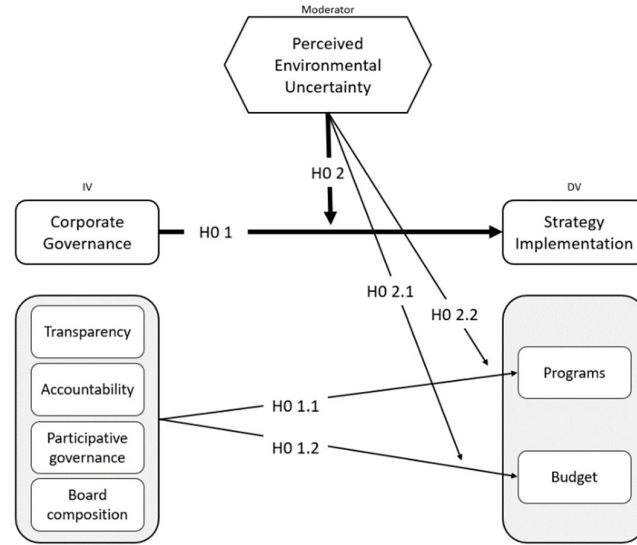 Moderator
Perceived
Environmental
Uncertainty
H0 2
IV
DV
Corporate
Governance
H0 1
Strategy
Implementation
H0 2.1
H0 2.2
Transparency
Accountability
Participative
governance
Board
composition
H0 1.1
H0 1.2
Programs
Budget